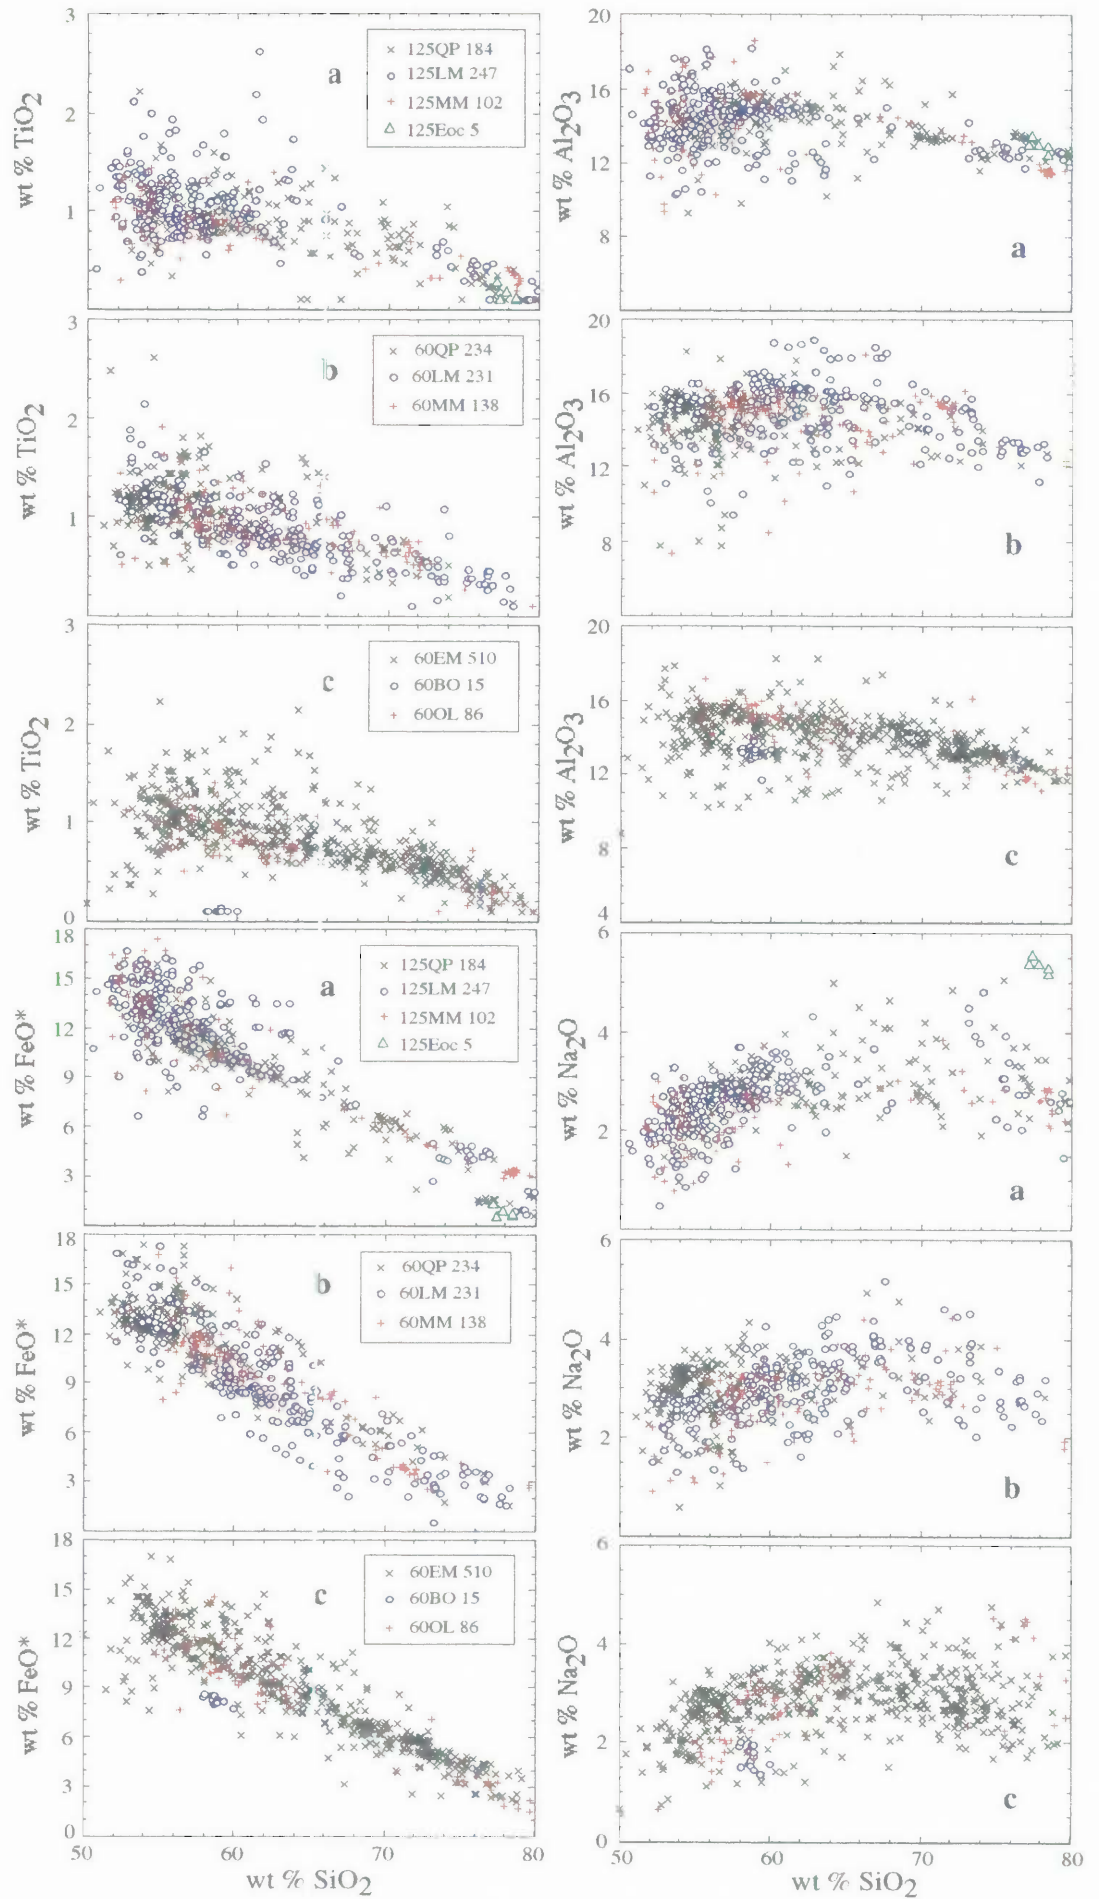 3
2
1
wt % TiO2
a
125QP 184
125LM 247
125MM 102
125Eoc 5
3
2
1
wt % TiO2
b
60QP 234
60LM 231
60MM 138
3
2
1
0
wt % TiO2
c
60EM 510
60BO 15
60OL 86
18
15
12
9
6
3
wt % FeO*
a
125QP 184
125LM 247
125MM 102
125Eoc 5
18
15
12
9
6
3
wt % FeO*
b
60QP 234
60LM 231
60MM 138
18
15
12
9
6
3
0
wt % FeO*
c
60EM 510
60BO 15
60OL 86
50 60 70 80
wt % SiO2
20
16
12
8
wt % Al2O3
a
20
16
12
8
wt % Al2O3
b
20
16
12
8
4
wt % Al2O3
c
6
4
2
wt % Na2O
a
6
4
2
wt % Na2O
b
6
4
2
0
wt % Na2O
c
50 60 70 80
wt % SiO2